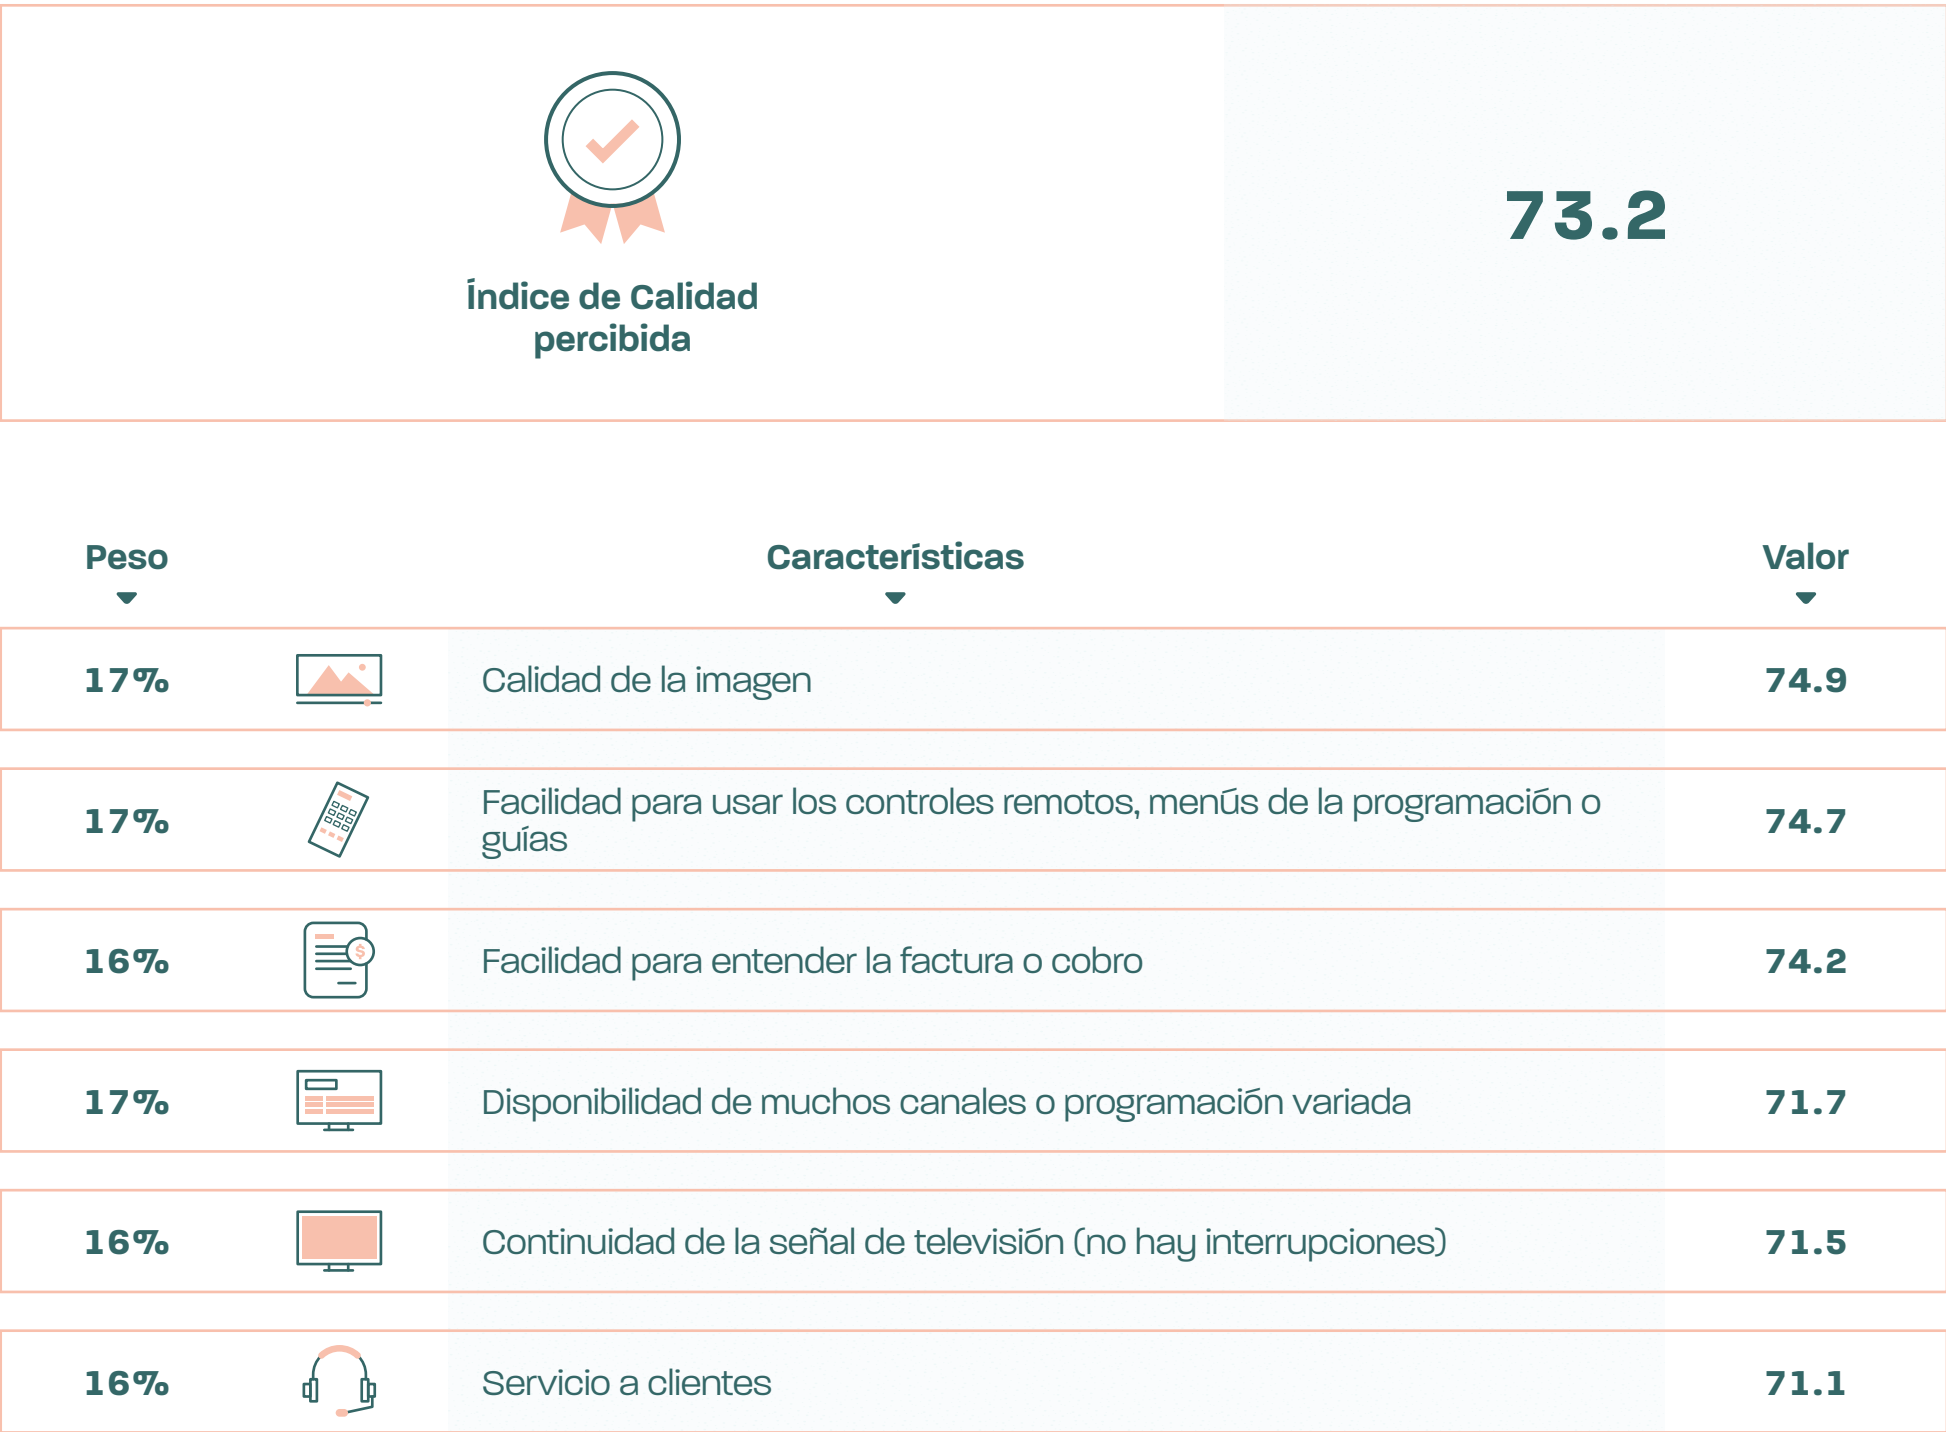 Índice de Calidad
percibida
73.2
Peso
Características
Valor
17%
Calidad de la imagen
74.9
17%
Facilidad para usar los controles remotos, menús de la programación o
guías
74.7
16%
$
Facilidad para entender la factura o cobro
74.2
17%
Disponibilidad de muchos canales o programación variada
71.7
16%
Continuidad de la señal de televisión (no hay interrupciones)
71.5
16%
Servicio a clientes
71.1